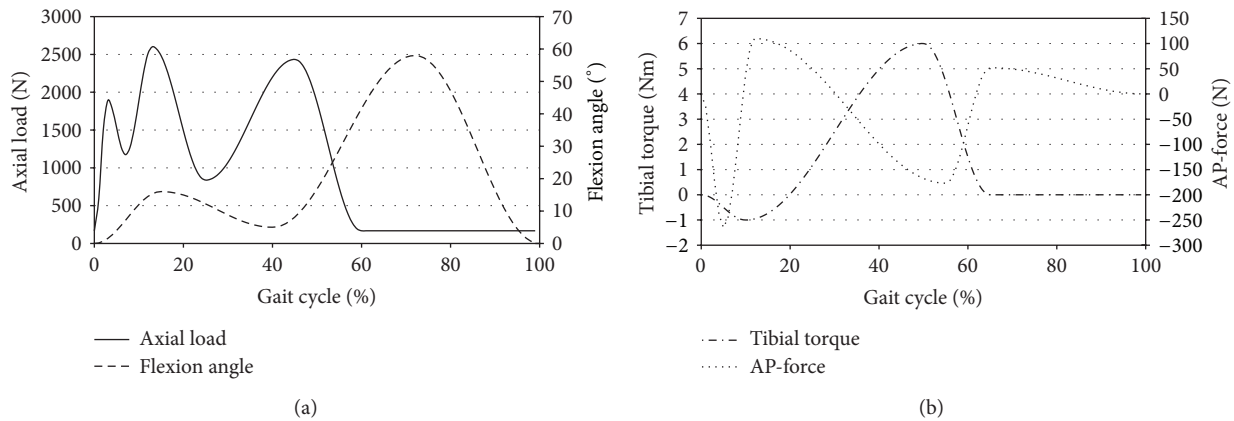 3000
2500
2000
1500
1000
500
0
Axial load (N)
70
60
50
40
30
20
10
0
Flexion angle (°)
0 20 40 60 80 100
Gait cycle (%)
Axial load
Flexion angle
(a)
7
6
5
4
3
2
1
0
−1
−2
Tibial torque (Nm)
150
100
50
0
−50
−100
−150
−200
−250
−300
AP-force (N)
0 20 40 60 80 100
Gait cycle (%)
Tibial torque
AP-force
(b)